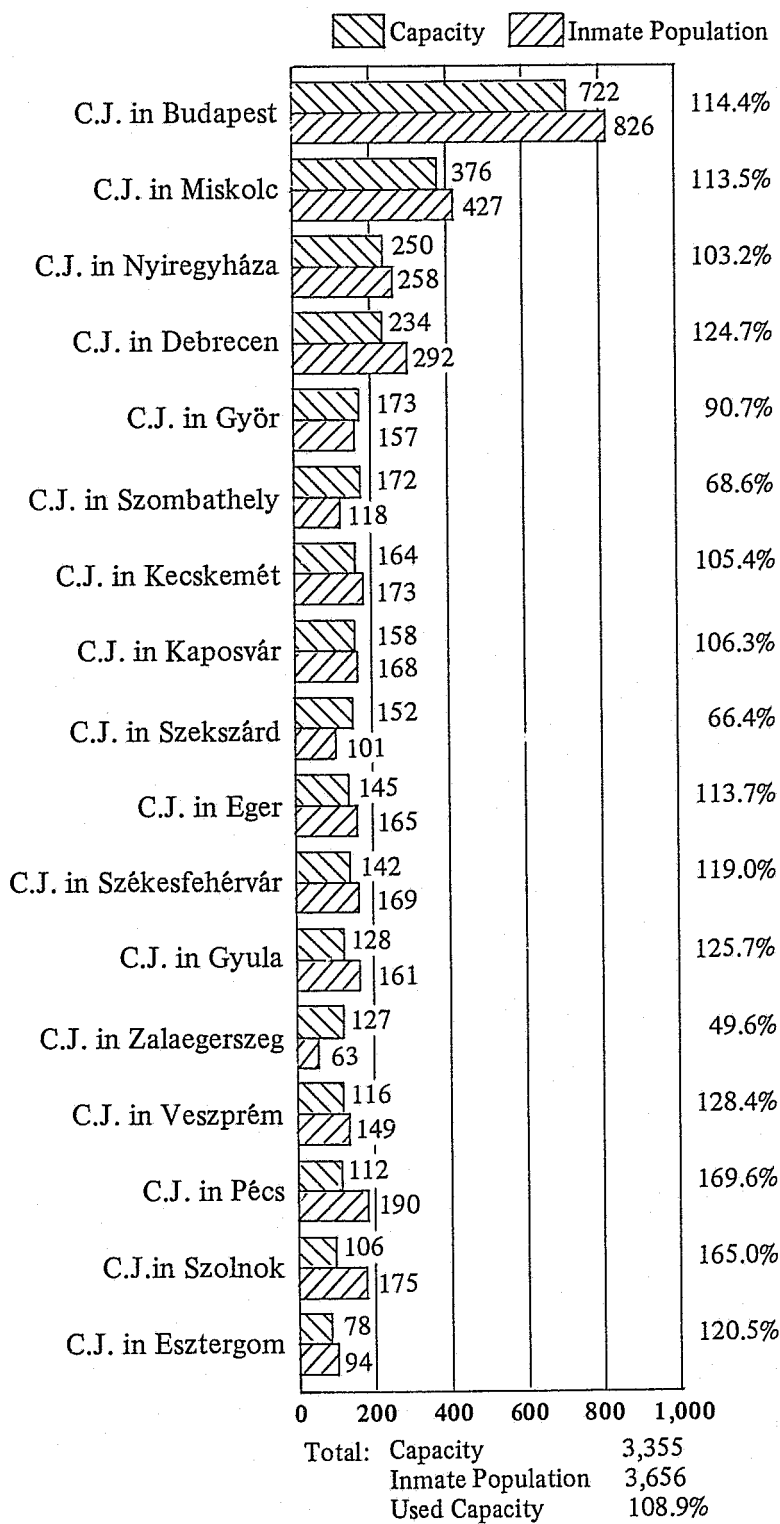 Capacity Inmate Population
C.J. in Budapest 722 826 114.4%
C.J. in Miskolc 376 427 113.5%
C.J. in Nyiregyháza 250 258 103.2%
C.J. in Debrecen 234 292 124.7%
C.J. in Györ 173 157 90.7%
C.J. in Szombathely 172 118 68.6%
C.J. in Kecskemét 164 173 105.4%
C.J. in Kaposvár 158 168 106.3%
C.J. in Szekszárd 152 101 66.4%
C.J. in Eger 145 165 113.7%
C.J. in Székesfehérvár 142 169 119.0%
C.J. in Gyula 128 161 125.7%
C.J. in Zalaegerszeg 127 63 49.6%
C.J. in Veszprém 116 149 128.4%
C.J. in Pécs 112 190 169.6%
C.J.in Szolnok 106 175 165.0%
C.J. in Esztergom 78 94 120.5%
0 200 400 600 800 1,000
Total: Capacity 3,355
Inmate Population 3,656
Used Capacity 108.9%